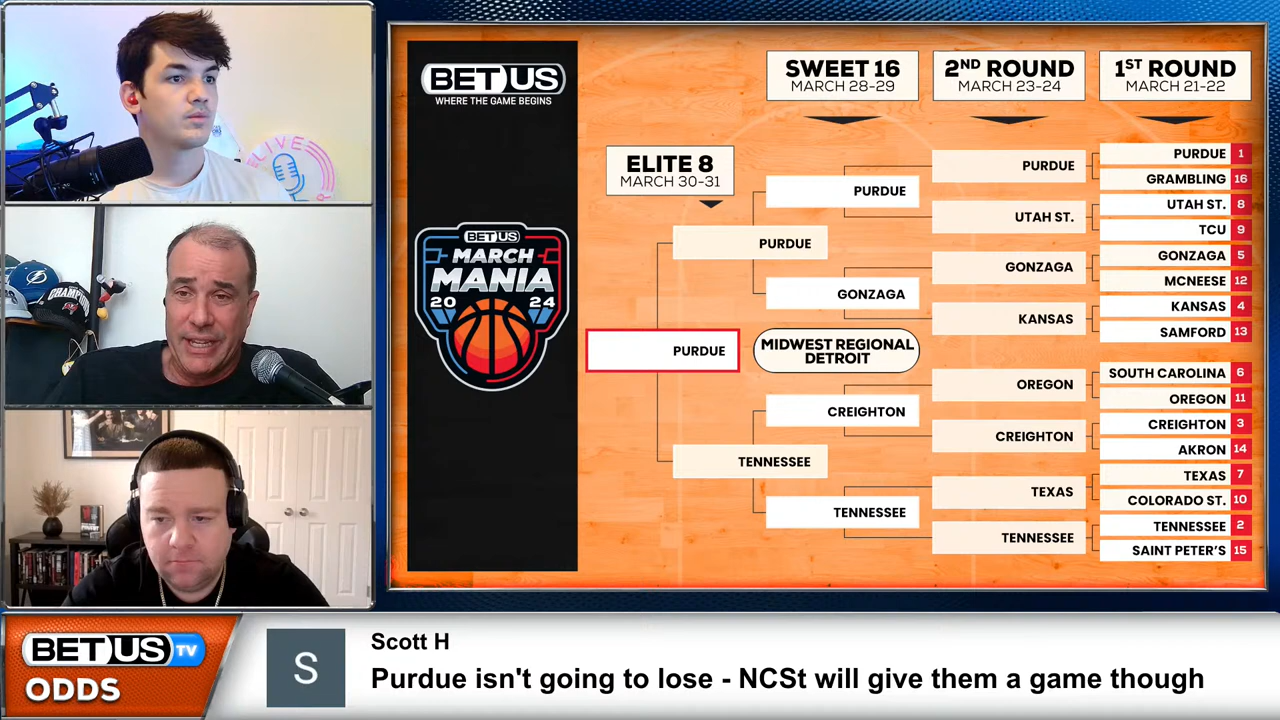 LIVE
CHAMPIONS
BETUS
WHERE THE GAME BEGINS
BETUS
MARCH
MANIA
20 24
SWEET 16
MARCH 28-29
2ND ROUND
MARCH 23-24
1ST ROUND
MARCH 21-22
ELITE 8
MARCH 30-31
PURDUE 1
GRAMBLING 16
UTAH ST. 8
TCU 9
GONZAGA 5
MCNEESE 12
KANSAS 4
SAMFORD 13
SOUTH CAROLINA 6
OREGON 11
CREIGHTON 3
AKRON 14
TEXAS 7
COLORADO ST. 10
TENNESSEE 2
SAINT PETER'S 15
PURDUE
UTAH ST.
GONZAGA
KANSAS
OREGON
CREIGHTON
TEXAS
TENNESSEE
PURDUE
GONZAGA
CREIGHTON
TENNESSEE
PURDUE
TENNESSEE
PURDUE
MIDWEST REGIONAL
DETROIT
BETUS TV
ODDS
S
Scott H
Purdue isn't going to lose - NCSt will give them a game though